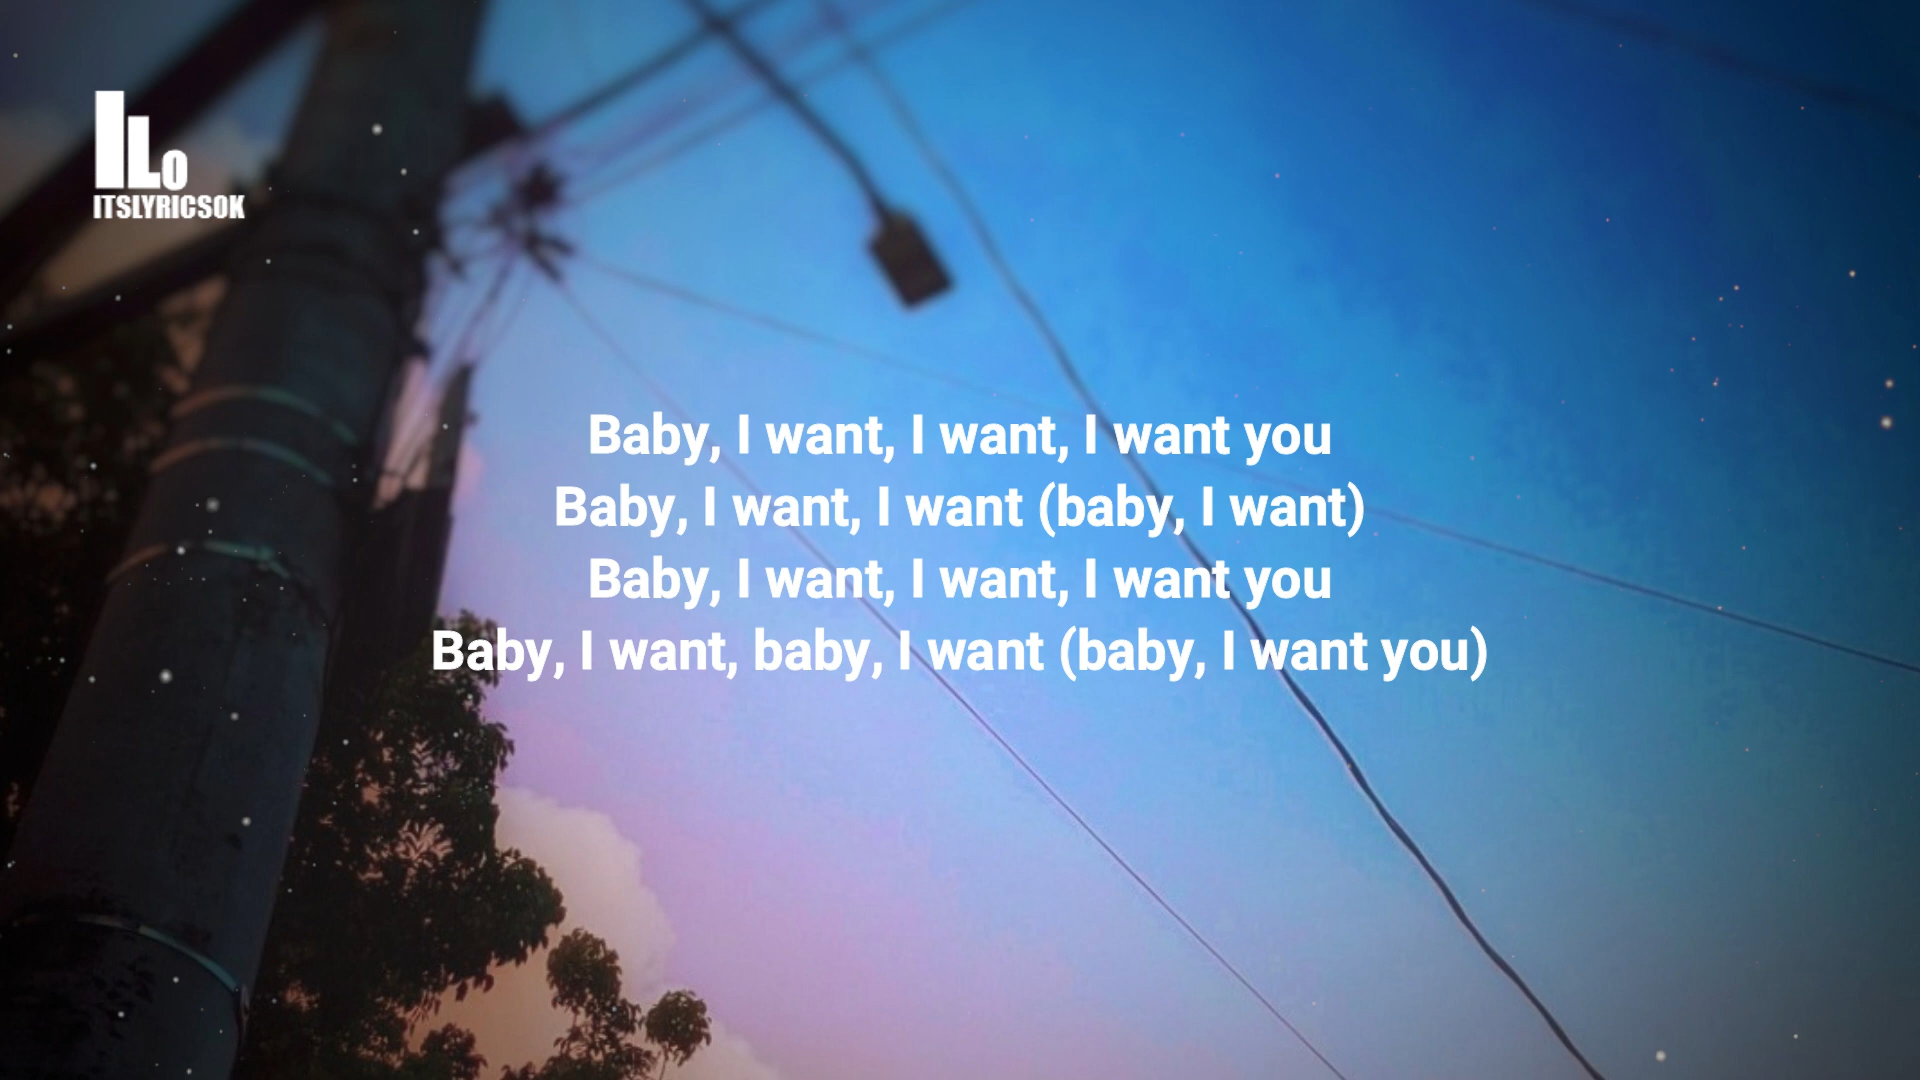 ILO
ITSLYRICSOK
Baby, I want, I want, I want you
Baby, I want, I want (baby, I want)
Baby, I want, I want, I want you
Baby, I want, baby, I want (baby, I want you)